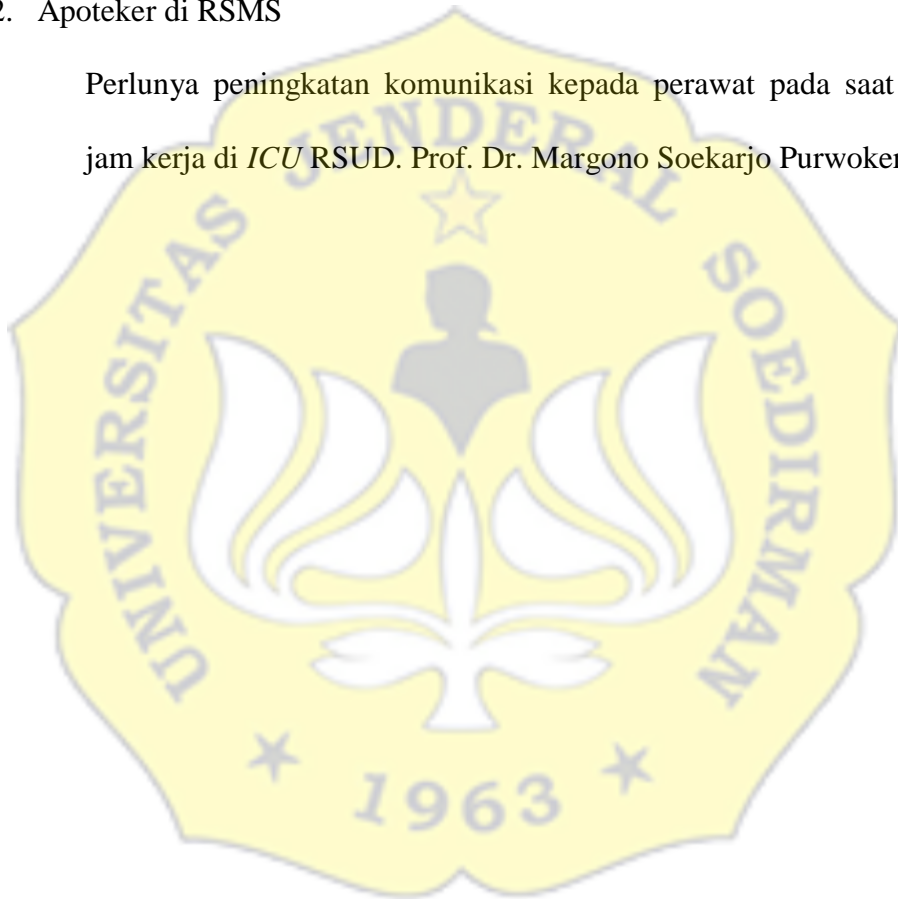 2. Apoteker di RSMS
Perlunya peningkatan komunikasi kepada perawat pada saat
jam kerja di ICU RSUD. Prof. Dr. Margono Soekarjo
UNIVERSITAS JENDERAL SOEDIRMAN
1963